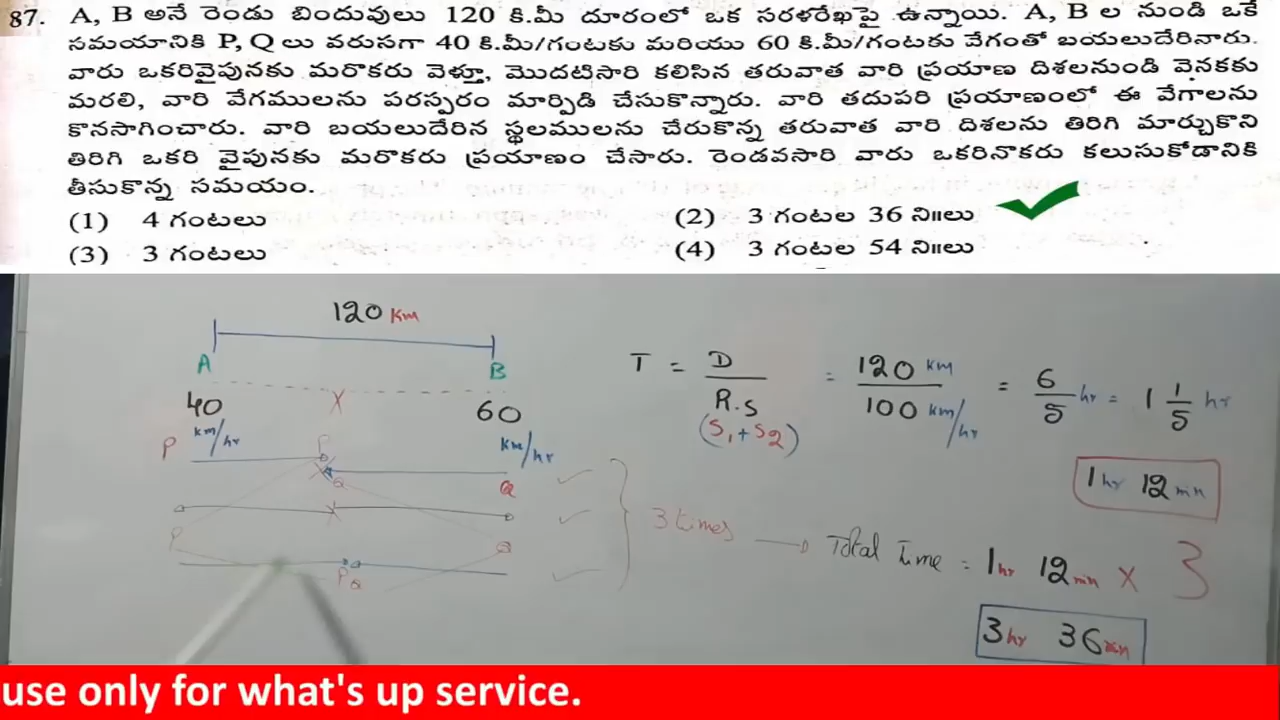 87. A, B అనే రెండు బిందువులు 120 కి.మీ దూరంలో ఒక సరళరేఖపై ఉన్నాయి. A, B ల నుండి ఒకే
సమయానికి P, Q లు వరుసగా 40 కి.మీ/గంటకు మరియు 60 కి.మీ/గంటకు వేగంతో బయలుదేరినారు.
వారు ఒకరివైపునకు మరొకరు వెళ్తూ, మొదటిసారి కలిసిన తరువాత వారి ప్రయాణ దిశలనుండి వెనకకు
మరలి, వారి వేగములను పరస్పరం మార్పిడి చేసుకొన్నారు. వారి తదుపరి ప్రయాణంలో ఈ వేగాలను
కొనసాగించారు. వారి బయలుదేరిన స్థలములను చేరుకొన్న తరువాత వారి దిశలను తిరిగి మార్చుకొని
తిరిగి ఒకరి వైపునకు మరొకరు ప్రయాణం చేసారు. రెండవసారి వారు ఒకరినొకరు కలుసుకోడానికి
తీసుకొన్న సమయం.
(1) 4 గంటలు (2) 3 గంటల 36 ని॥లు
(3) 3 గంటలు (4) 3 గంటల 54 ని॥లు
120 Km
A B
40 km/hr X 60 Km/hr
T = D / R.S (S1 + S2) = 120 km / 100 km/hr = 6/5 hr = 1 1/5 hr
1 hr 12 min
P P Q Q
X
P Q
P Q
3 times → Total Time = 1 hr 12 min X 3
3 hr 36 min
use only for what's up service.